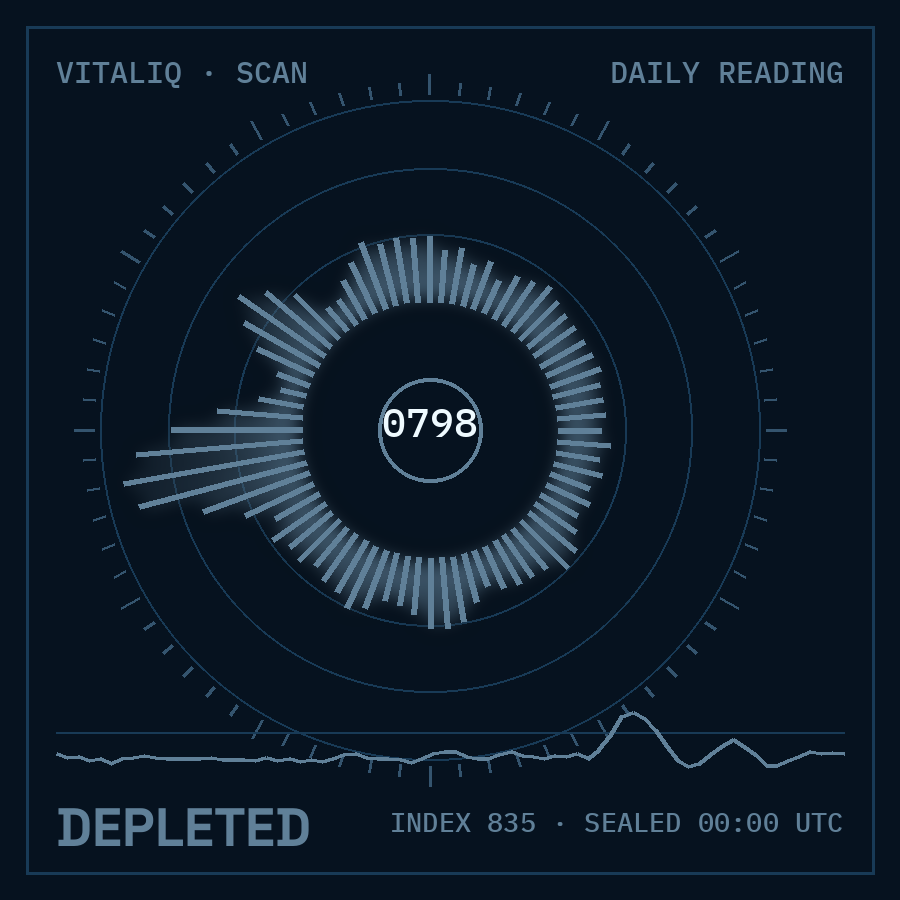 VITALIQ · SCAN
DAILY READING
0798
DEPLETED
INDEX 835 · SEALED 00:00 UTC